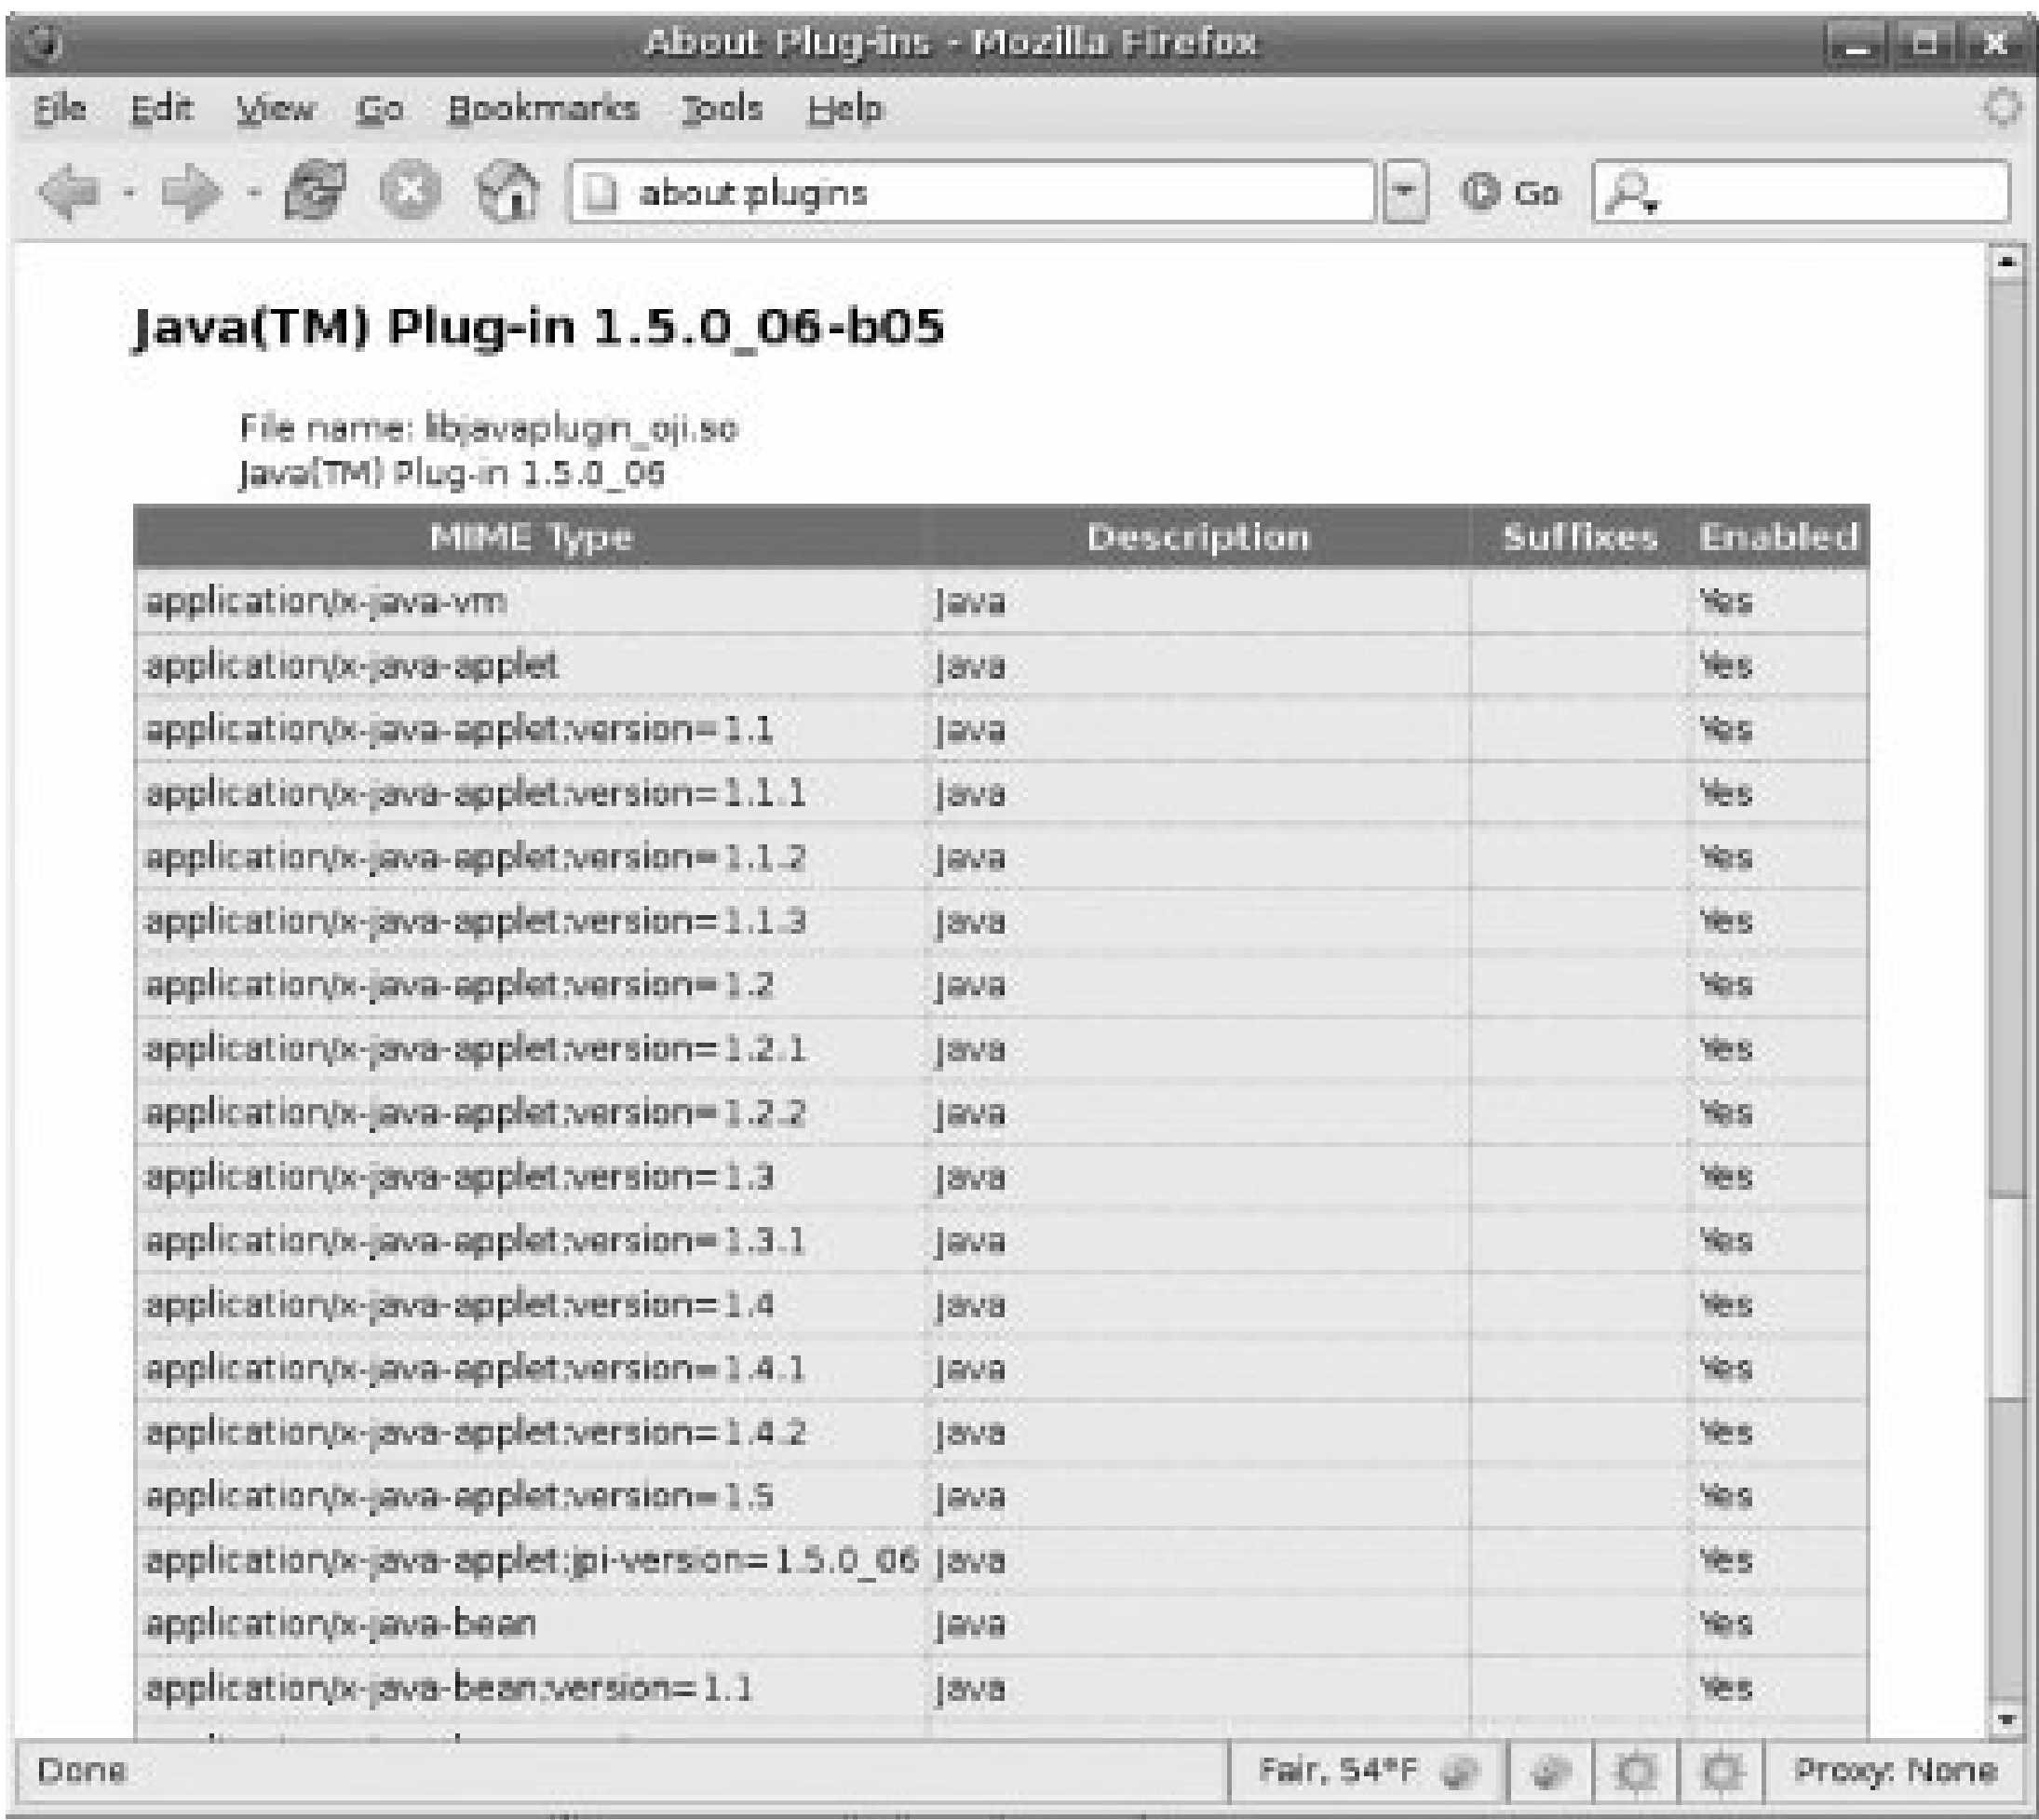 About Plug-ins - Mozilla Firefox
File Edit View Go Bookmarks Tools Help
about:plugins Go
Java(TM) Plug-in 1.5.0_06-b05
File name: libjavaplugin_oji.so
Java(TM) Plug-in 1.5.0_06
MIME Type Description Suffixes Enabled
application/x-java-vm Java Yes
application/x-java-applet Java Yes
application/x-java-applet;version=1.1 Java Yes
application/x-java-applet;version=1.1.1 Java Yes
application/x-java-applet;version=1.1.2 Java Yes
application/x-java-applet;version=1.1.3 Java Yes
application/x-java-applet;version=1.2 Java Yes
application/x-java-applet;version=1.2.1 Java Yes
application/x-java-applet;version=1.2.2 Java Yes
application/x-java-applet;version=1.3 Java Yes
application/x-java-applet;version=1.3.1 Java Yes
application/x-java-applet;version=1.4 Java Yes
application/x-java-applet;version=1.4.1 Java Yes
application/x-java-applet;version=1.4.2 Java Yes
application/x-java-applet;version=1.5 Java Yes
application/x-java-applet;jpi-version=1.5.0_06 Java Yes
application/x-java-bean Java Yes
application/x-java-bean;version=1.1 Java Yes
Done Fair, 54°F Proxy: None